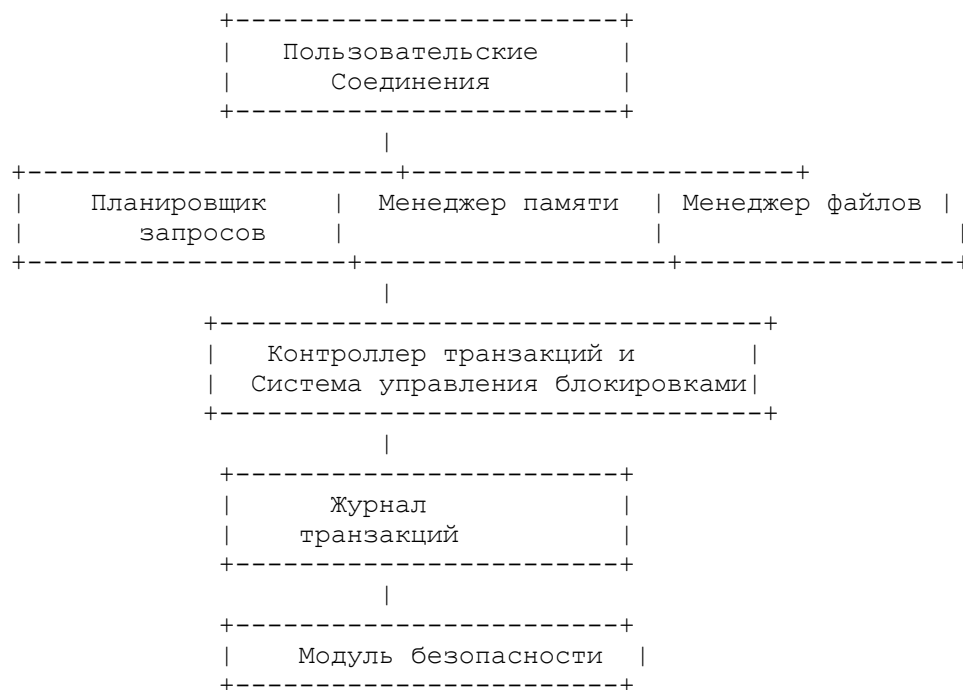 Пользовательские
Соединения
Планировщик | Менеджер памяти | Менеджер файлов
запросов
Контроллер транзакций и
Система управления блокировками
Журнал
транзакций
Модуль безопасности